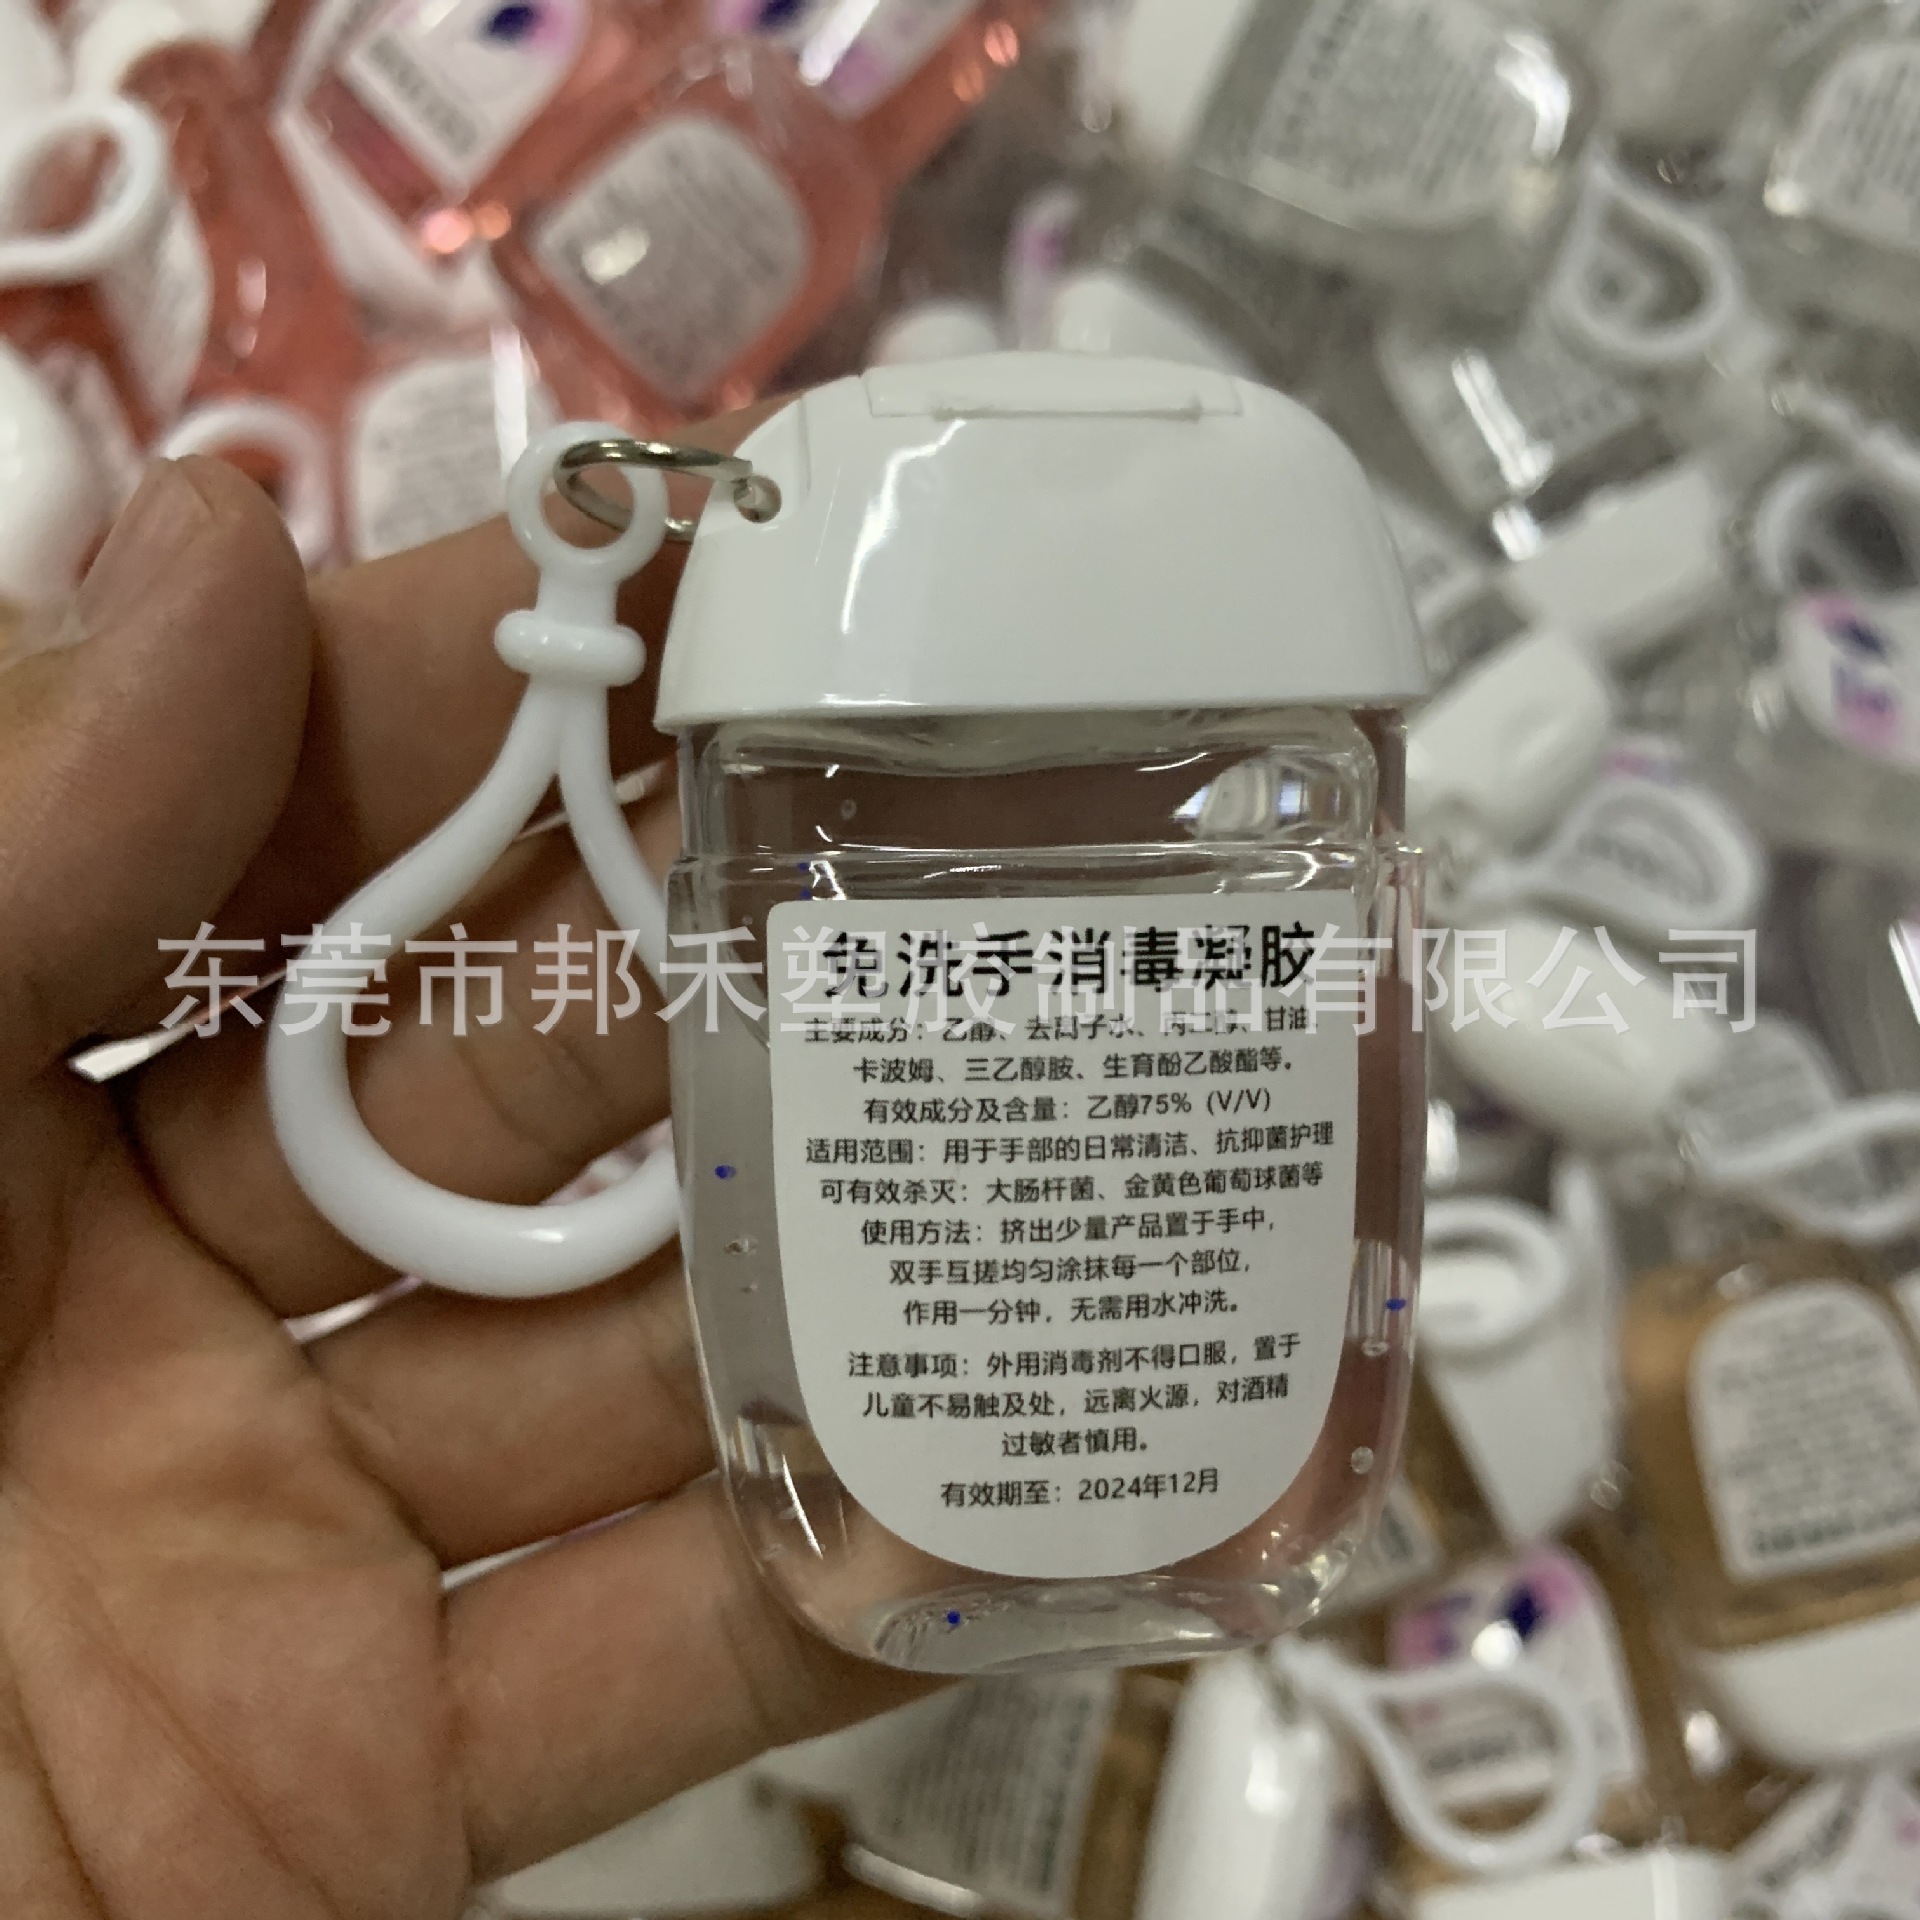 东莞市邦禾塑胶制品有限公司
免洗手消毒凝胶
主要成分：乙醇、去离子水、丙二醇、甘油、
卡波姆、三乙醇胺、生育酚乙酸酯等。
有效成分及含量：乙醇75%（V/V）
适用范围：用于手部的日常清洁、抗抑菌护理
可有效杀灭：大肠杆菌、金黄色葡萄球菌等
使用方法：挤出少量产品置于手中，
双手互搓均匀涂抹每一个部位，
作用一分钟，无需用水冲洗。
注意事项：外用消毒剂不得口服，置于
儿童不易触及处，远离火源，对酒精
过敏者慎用。
有效期至：2024年12月